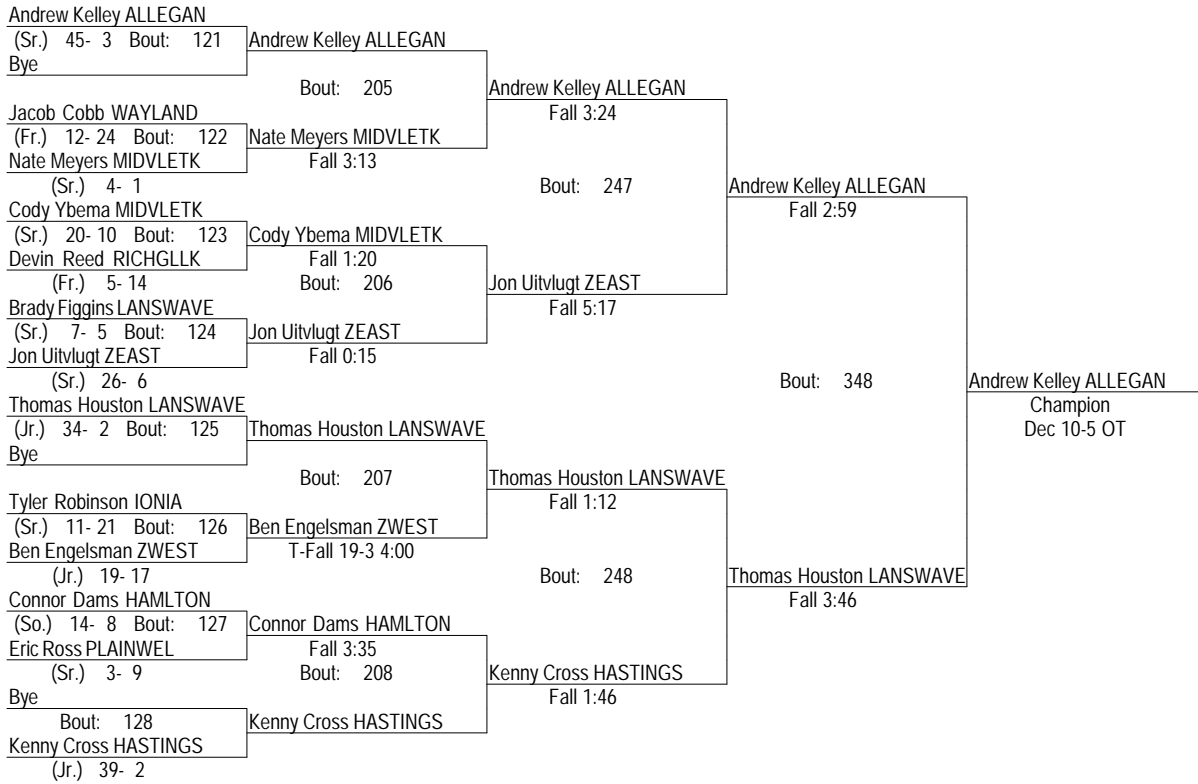 Andrew Kelley ALLEGAN
(Sr.) 45- 3 Bout: 121 Andrew Kelley ALLEGAN
Bye
Bout: 205 Andrew Kelley ALLEGAN
Fall 3:24
Jacob Cobb WAYLAND
(Fr.) 12- 24 Bout: 122 Nate Meyers MIDVLETK
Nate Meyers MIDVLETK Fall 3:13
(Sr.) 4- 1 Bout: 247 Andrew Kelley ALLEGAN
Cody Ybema MIDVLETK Fall 2:59
(Sr.) 20- 10 Bout: 123 Cody Ybema MIDVLETK
Devin Reed RICHGLLK Fall 1:20
(Fr.) 5- 14 Bout: 206 Jon Uitvlugt ZEAST
Brady Figgins LANSWAVE Fall 5:17
(Sr.) 7- 5 Bout: 124 Jon Uitvlugt ZEAST
Jon Uitvlugt ZEAST Fall 0:15
(Sr.) 26- 6 Bout: 348 Andrew Kelley ALLEGAN
Thomas Houston LANSWAVE Champion
(Jr.) 34- 2 Bout: 125 Thomas Houston LANSWAVE Dec 10-5 OT
Bye
Bout: 207 Thomas Houston LANSWAVE
Tyler Robinson IONIA Fall 1:12
(Sr.) 11- 21 Bout: 126 Ben Engelsman ZWEST
Ben Engelsman ZWEST T-Fall 19-3 4:00
(Jr.) 19- 17 Bout: 248 Thomas Houston LANSWAVE
Connor Dams HAMLTON Fall 3:46
(So.) 14- 8 Bout: 127 Connor Dams HAMLTON
Eric Ross PLAINWEL Fall 3:35
(Sr.) 3- 9 Bout: 208 Kenny Cross HASTINGS
Bye Fall 1:46
Bout: 128 Kenny Cross HASTINGS
Kenny Cross HASTINGS
(Jr.) 39- 2